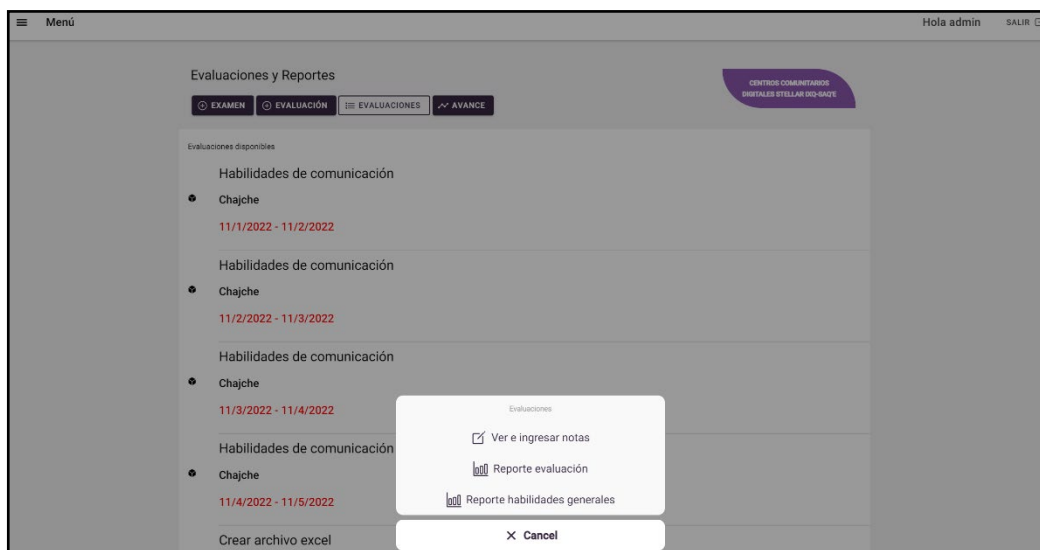 Menú
Hola admin
SALIR
Evaluaciones y Reportes
CENTROS COMUNITARIOS
DIGITALES STELLAR DIQ-SAQ'E
EXAMEN
EVALUACIÓN
EVALUACIONES
AVANCE
Evaluaciones disponibles
Habilidades de comunicación
Chajche
11/1/2022 - 11/2/2022
Habilidades de comunicación
Chajche
11/2/2022 - 11/3/2022
Habilidades de comunicación
Chajche
11/3/2022 - 11/4/2022
Habilidades de comunicación
Chajche
11/4/2022 - 11/5/2022
Crear archivo excel
Evaluaciones
Ver e ingresar notas
Reporte evaluación
Reporte habilidades generales
Cancel